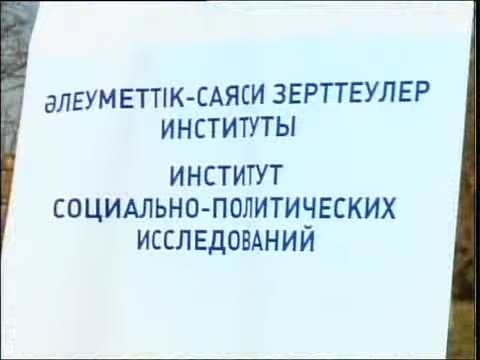 ӘЛЕУМЕТТІК-САЯСИ ЗЕРТТЕУЛЕР
ИНСТИТУТЫ
ИНСТИТУТ
СОЦИАЛЬНО-ПОЛИТИЧЕСКИХ
ИССЛЕДОВАНИЙ